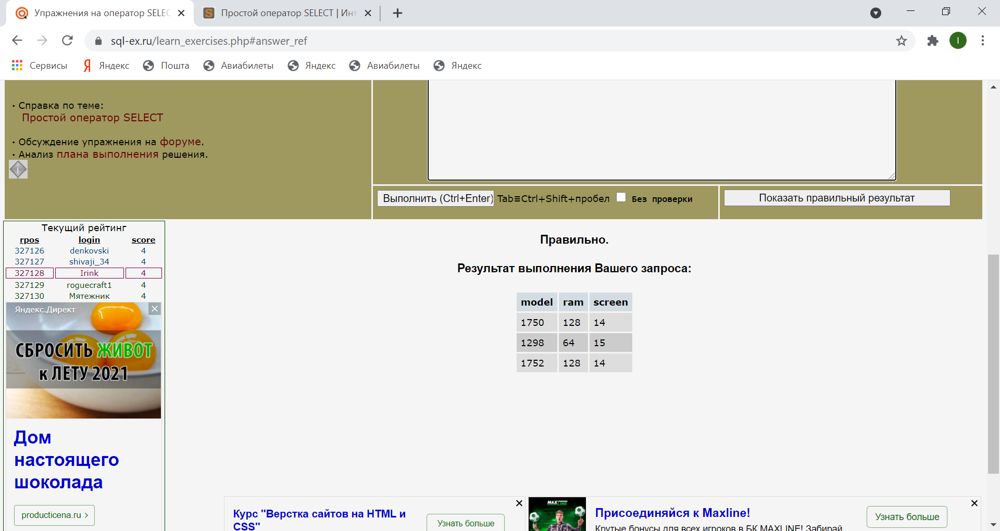 Упражнения на оператор SELEC
Простой оператор SELECT | Инт
sql-ex.ru/learn_exercises.php#answer_ref
I
Сервисы
Я Яндекс
Пошта
Авиабилеты
Яндекс
Авиабилеты
Яндекс
· Справка по теме:
Простой оператор SELECT
· Обсуждение упражнения на форуме.
· Анализ плана выполнения решения.
i
Выполнить (Ctrl+Enter) Tab≡Ctrl+Shift+пробел Без проверки
Показать правильный результат
Текущий рейтинг
rpos login score
327126 denkovski 4
327127 shivaji_34 4
327128 Irink 4
327129 roguecraft1 4
327130 Мятежник 4
Правильно.
Результат выполнения Вашего запроса:
model ram screen
1750 128 14
1298 64 15
1752 128 14
Яндекс.Директ
СБРОСИТЬ ЖИВОТ
к ЛЕТУ 2021
Дом
настоящего
шоколада
producticena.ru >
Курс "Верстка сайтов на HTML и
CSS"
Узнать больше
MAXLINE
Присоединяйся к Maxline!
Крутые бонусы для всех игроков в БК MAXLINE! Забирай
Узнать больше